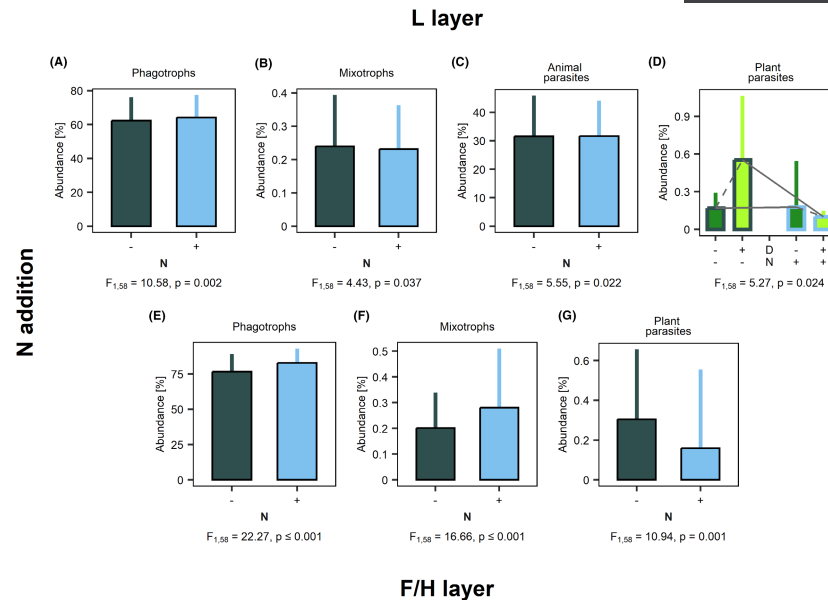 L layer
(A)
Phagotrophs
Abundance [%]
80
60
40
20
0
-
+
N
F1,58 = 10.58, p = 0.002
(B)
Mixotrophs
Abundance [%]
0.4
0.3
0.2
0.1
0
-
+
N
F1,58 = 4.43, p = 0.037
(C)
Animal
parasites
Abundance [%]
40
30
20
10
0
-
+
N
F1,58 = 5.55, p = 0.022
(D)
Plant
parasites
Abundance [%]
0.9
0.6
0.3
0
- + D - +
- - N + +
F1,58 = 5.27, p = 0.024
N addition
(E)
Phagotrophs
Abundance [%]
75
50
25
0
-
+
N
F1,58 = 22.27, p ≤ 0.001
(F)
Mixotrophs
Abundance [%]
0.5
0.4
0.3
0.2
0.1
0
-
+
N
F1,58 = 16.66, p ≤ 0.001
(G)
Plant
parasites
Abundance [%]
0.6
0.4
0.2
0
-
+
N
F1,58 = 10.94, p = 0.001
F/H layer